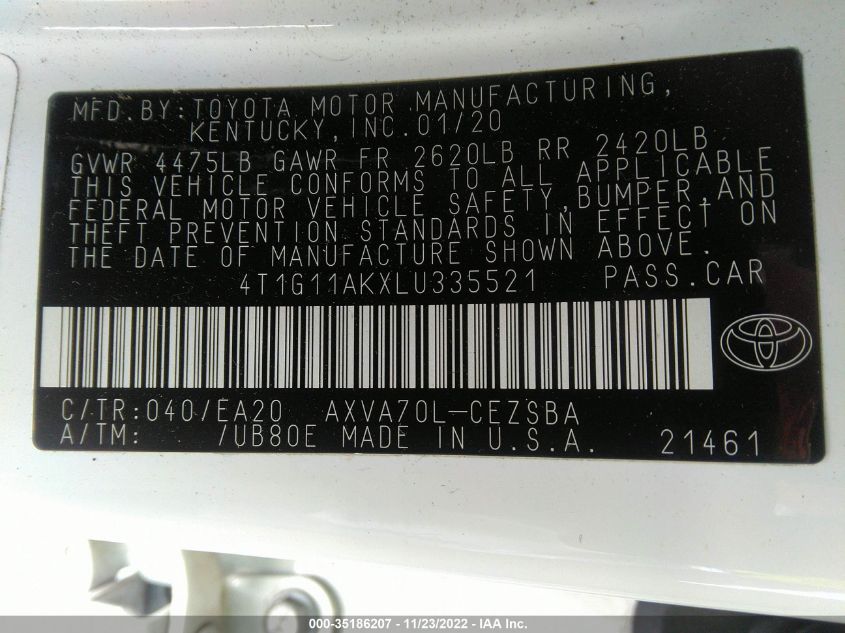 MFD.BY:TOYOTA MOTOR MANUFACTURING,
KENTUCKY,INC.01/20
GVWR 4475LB GAWR FR 2620LB RR 2420LB
THIS VEHICLE CONFORMS TO ALL APPLICABLE
FEDERAL MOTOR VEHICLE SAFETY,BUMPER,AND
THEFT PREVENTION STANDARDS IN EFFECT ON
THE DATE OF MANUFACTURE SHOWN ABOVE.
4T1G11AKXLU335521 PASS.CAR
C/TR:040/EA20 AXVA70L-CEZSBA
A/TM: /UB80E MADE IN U.S.A. 21461
000-35186207 - 11/23/2022 - IAA Inc.